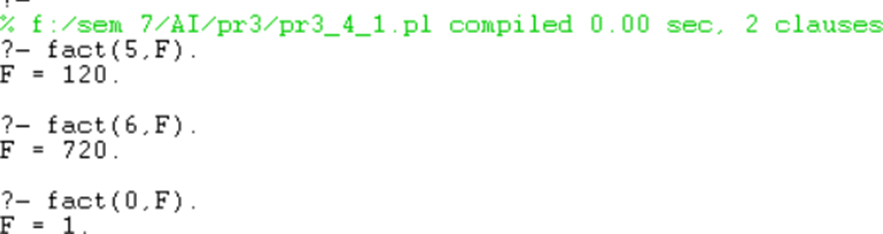 % f:/sem 7/AI/pr3/pr3_4_1.pl compiled 0.00 sec, 2 clauses
?- fact(5,F).
F = 120.
?- fact(6,F).
F = 720.
?- fact(0,F).
F = 1.